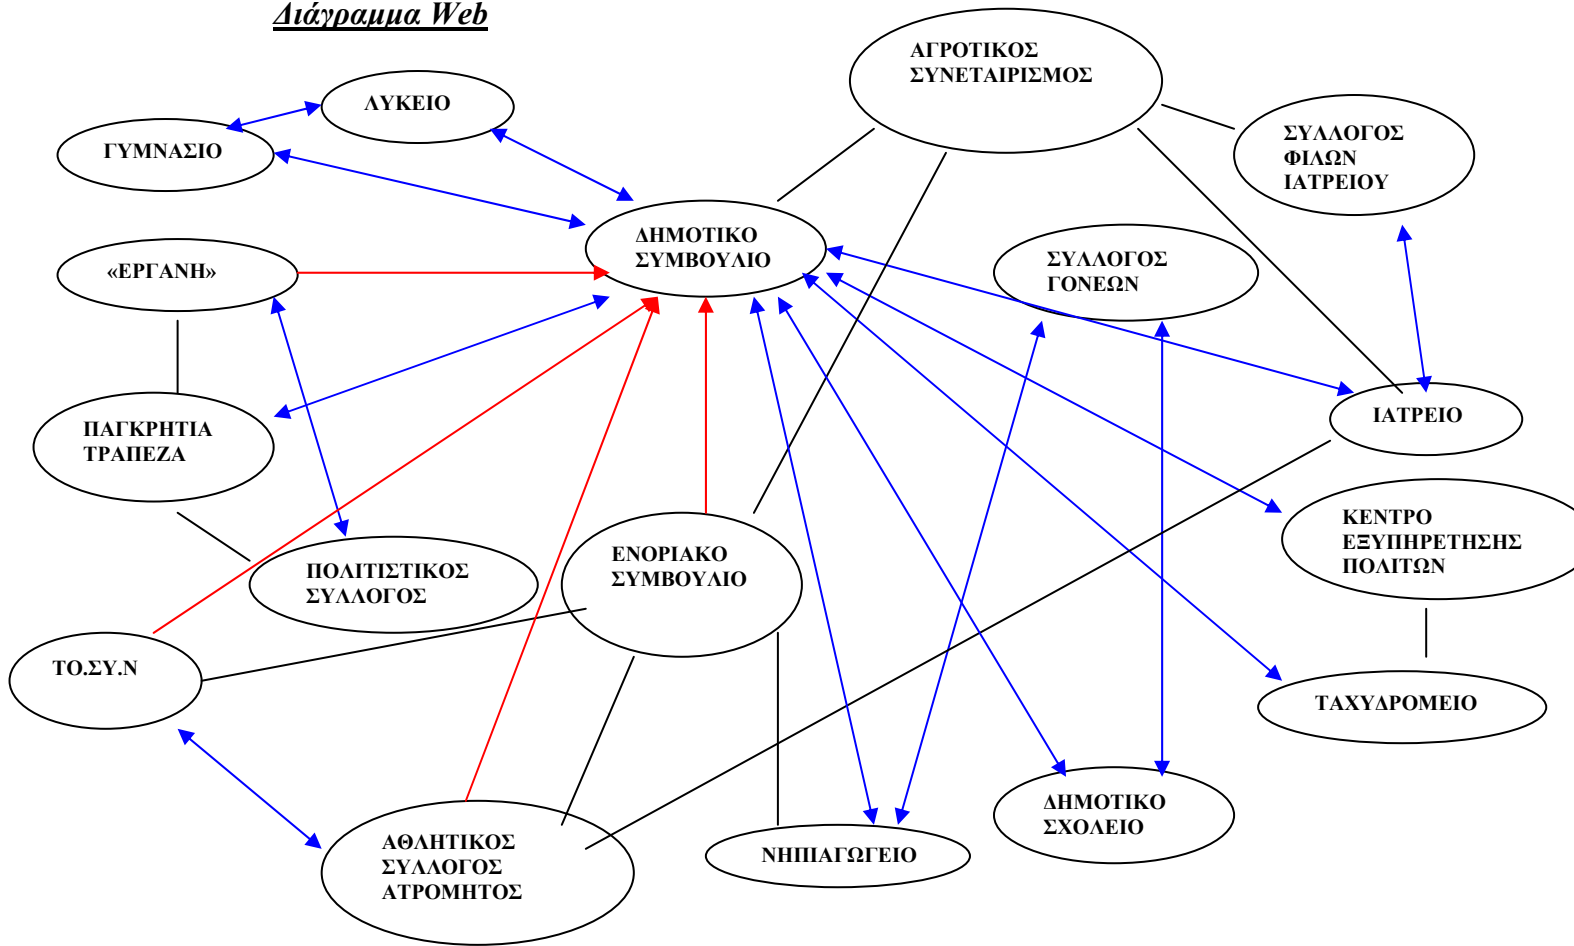 Διάγραμμα Web
ΑΓΡΟΤΙΚΟΣ
ΣΥΝΕΤΑΙΡΙΣΜΟΣ
ΛΥΚΕΙΟ
ΓΥΜΝΑΣΙΟ
ΣΥΛΛΟΓΟΣ
ΦΙΛΩΝ
ΙΑΤΡΕΙΟΥ
ΔΗΜΟΤΙΚΟ
ΣΥΜΒΟΥΛΙΟ
ΣΥΛΛΟΓΟΣ
ΓΟΝΕΩΝ
«ΕΡΓΑΝΗ»
ΠΑΓΚΡΗΤΙΑ
ΤΡΑΠΕΖΑ
ΙΑΤΡΕΙΟ
ΚΕΝΤΡΟ
ΕΞΥΠΗΡΕΤΗΣΗΣ
ΠΟΛΙΤΩΝ
ΕΝΟΡΙΑΚΟ
ΣΥΜΒΟΥΛΙΟ
ΠΟΛΙΤΙΣΤΙΚΟΣ
ΣΥΛΛΟΓΟΣ
ΤΟ.ΣΥ.Ν
ΤΑΧΥΔΡΟΜΕΙΟ
ΔΗΜΟΤΙΚΟ
ΣΧΟΛΕΙΟ
ΑΘΛΗΤΙΚΟΣ
ΣΥΛΛΟΓΟΣ
ΑΤΡΟΜΗΤΟΣ
ΝΗΠΙΑΓΩΓΕΙΟ